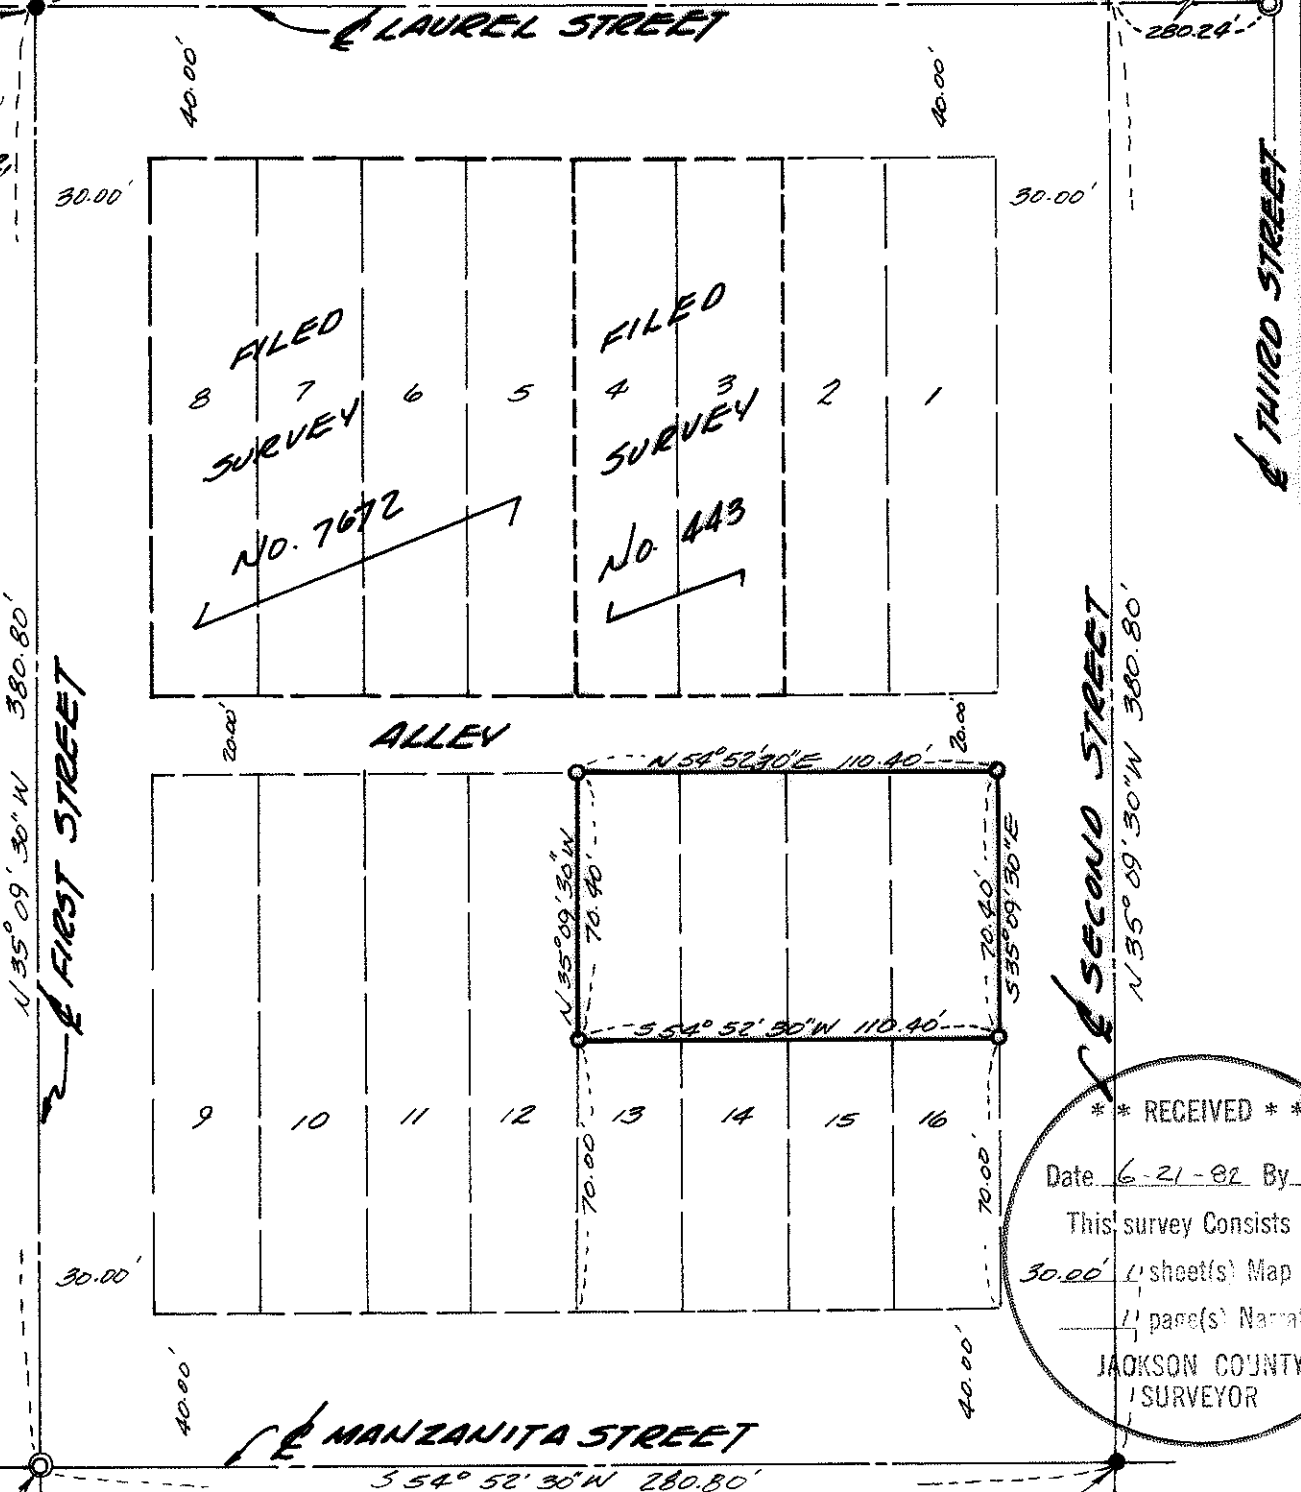 ℄ LAUREL STREET
280.24'
40.00'
40.00'
30.00'
30.00'
℄ THIRD STREET
FILED
SURVEY
NO. 7672
FILED
SURVEY
NO. 443
8 7 6 5 4 3 2 1
N 35° 09' 30" W 380.80'
℄ FIRST STREET
20.00'
ALLEY
20.00'
N 54° 52' 30" E 110.40'
N 35° 09' 30" W
70.40'
70.40'
S 35° 09' 30" E
℄ SECOND STREET
N 35° 09' 30" W 380.80'
S 54° 52' 30" W 110.40'
9 10 11 12 13 14 15 16
70.00'
70.00'
* * RECEIVED * *
Date 6-21-82 By
This survey Consists
1 sheet(s) Map
1 page(s)
JACKSON COUNTY
SURVEYOR
30.00'
30.00'
40.00'
40.00'
℄ MANZANITA STREET
S 54° 52' 30" W 280.80'